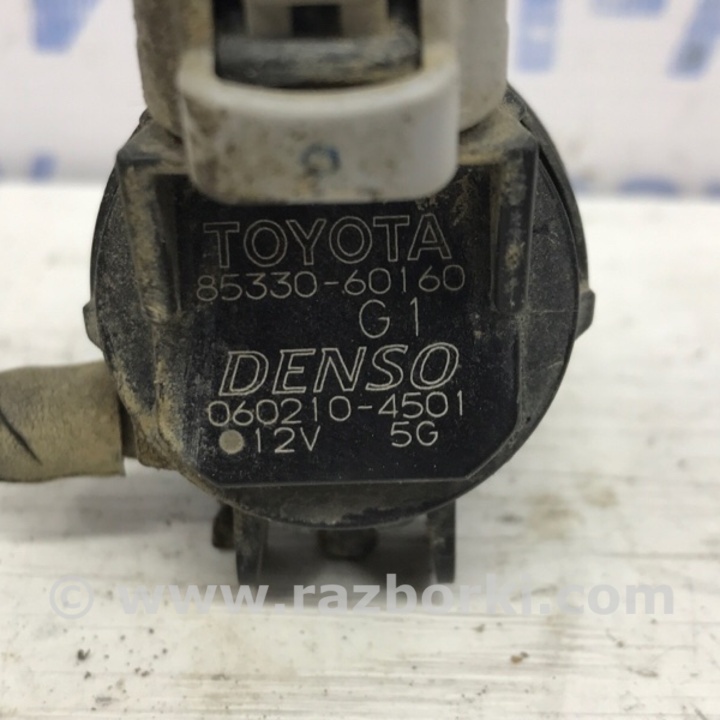 TOYOTA
85330-60160
G1
DENSO
060210-4501
12V 5G
© www.razborki.com